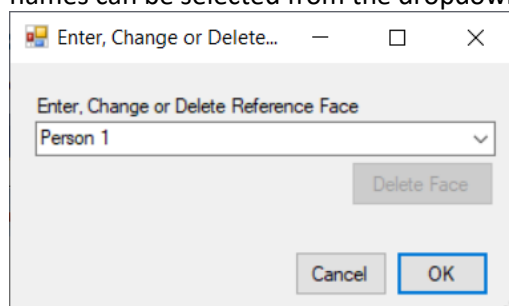 names can be selected from the dropdow
Enter, Change or Delete...
Enter, Change or Delete Reference Face
Person 1
Delete Face
Cancel
OK